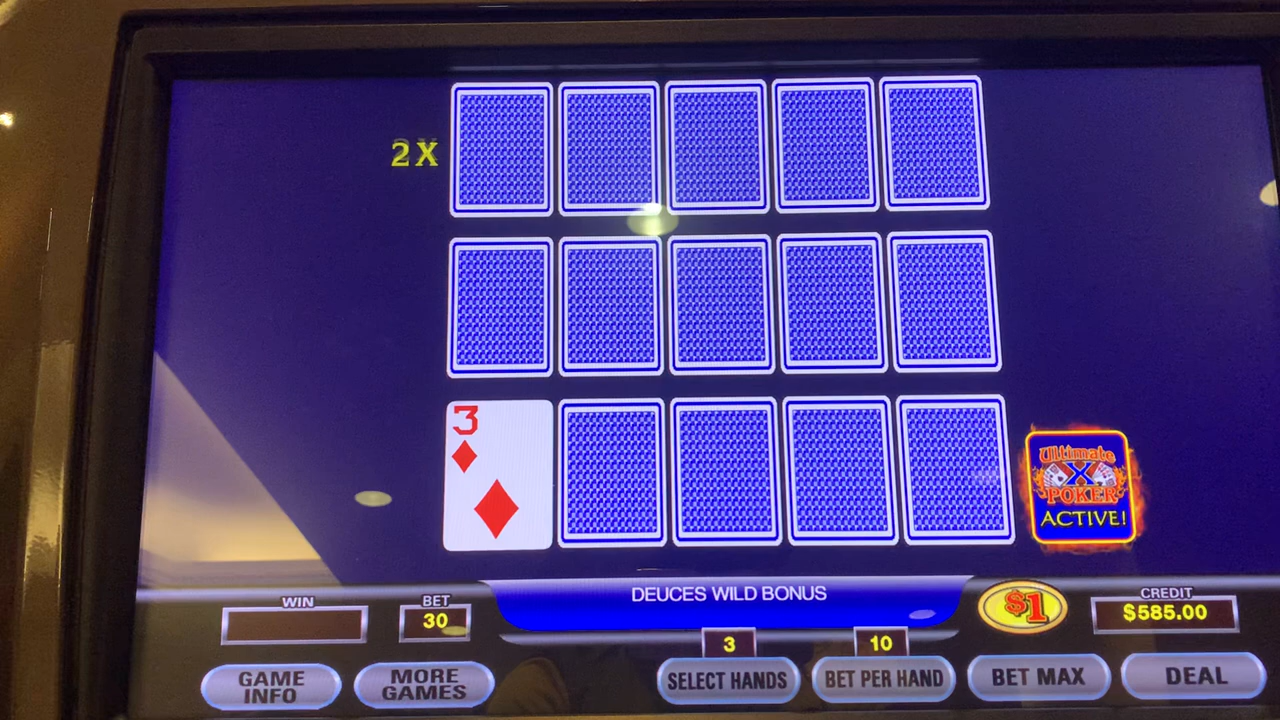 2X
3
Ultimate
X
POKER
ACTIVE!
DEUCES WILD BONUS
WIN
BET
30
3
10
$1
CREDIT
$585.00
GAME
INFO
MORE
GAMES
SELECT HANDS
BET PER HAND
BET MAX
DEAL